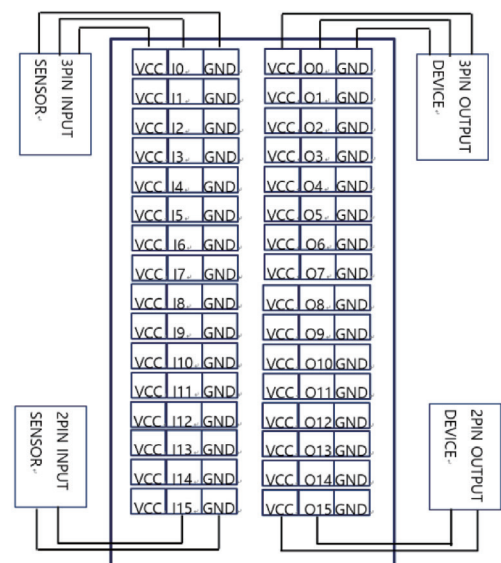 3PIN INPUT
SENSOR
3PIN OUTPUT
DEVICE
VCC I0 GND VCC O0 GND
VCC I1 GND VCC O1 GND
VCC I2 GND VCC O2 GND
VCC I3 GND VCC O3 GND
VCC I4 GND VCC O4 GND
VCC I5 GND VCC O5 GND
VCC I6 GND VCC O6 GND
VCC I7 GND VCC O7 GND
VCC I8 GND VCC O8 GND
VCC I9 GND VCC O9 GND
VCC I10 GND VCC O10 GND
VCC I11 GND VCC O11 GND
VCC I12 GND VCC O12 GND
VCC I13 GND VCC O13 GND
VCC I14 GND VCC O14 GND
VCC I15 GND VCC O15 GND
2PIN INPUT
SENSOR
2PIN OUTPUT
DEVICE